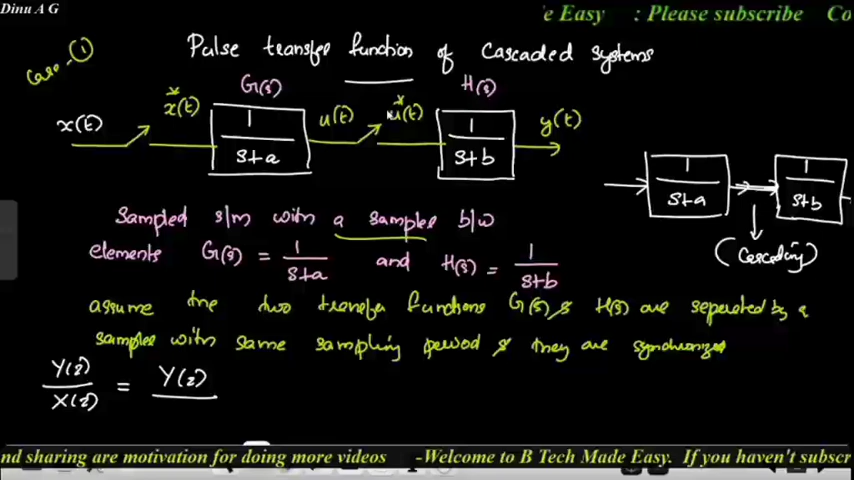 Dinu A G
ue Easy : Please subscribe Co
Case - ①
Pulse transfer function of Cascaded systems
G(s) H(s)
x(t) x*(t) 1/(s+a) u(t) u*(t) 1/(s+b) y(t)
1/(s+a) 1/(s+b)
(Cascading)
Sampled s/m with a sampler b/w
elements G(s) = 1/(s+a) and H(s) = 1/(s+b)
assume the two transfer functions G(s) & H(s) are seperated by a
sampler with same sampling period & they are synchronized
Y(z)/X(z) = Y(z)
nd sharing are motivation for doing more videos -Welcome to B Tech Made Easy. If you haven't subscr